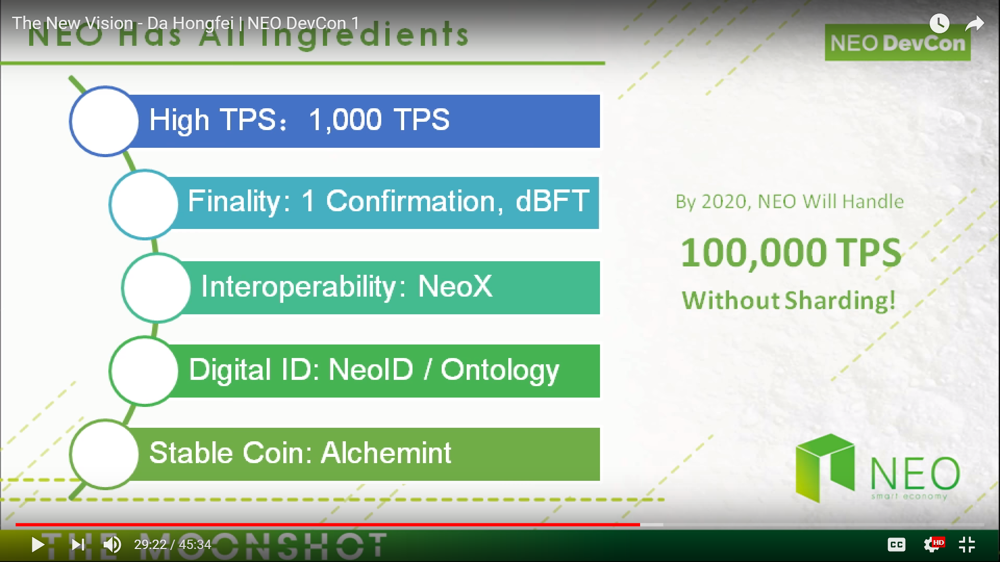 The New Vision - Da Hongfei | NEO DevCon 1
NEO Has All Ingredients
NEO DevCon
High TPS：1,000 TPS
Finality: 1 Confirmation, dBFT
Interoperability: NeoX
Digital ID: NeoID / Ontology
Stable Coin: Alchemint
By 2020, NEO Will Handle
100,000 TPS
Without Sharding!
NEO
smart economy
THE MOONSHOT
29:22 / 45:34
CC
HD